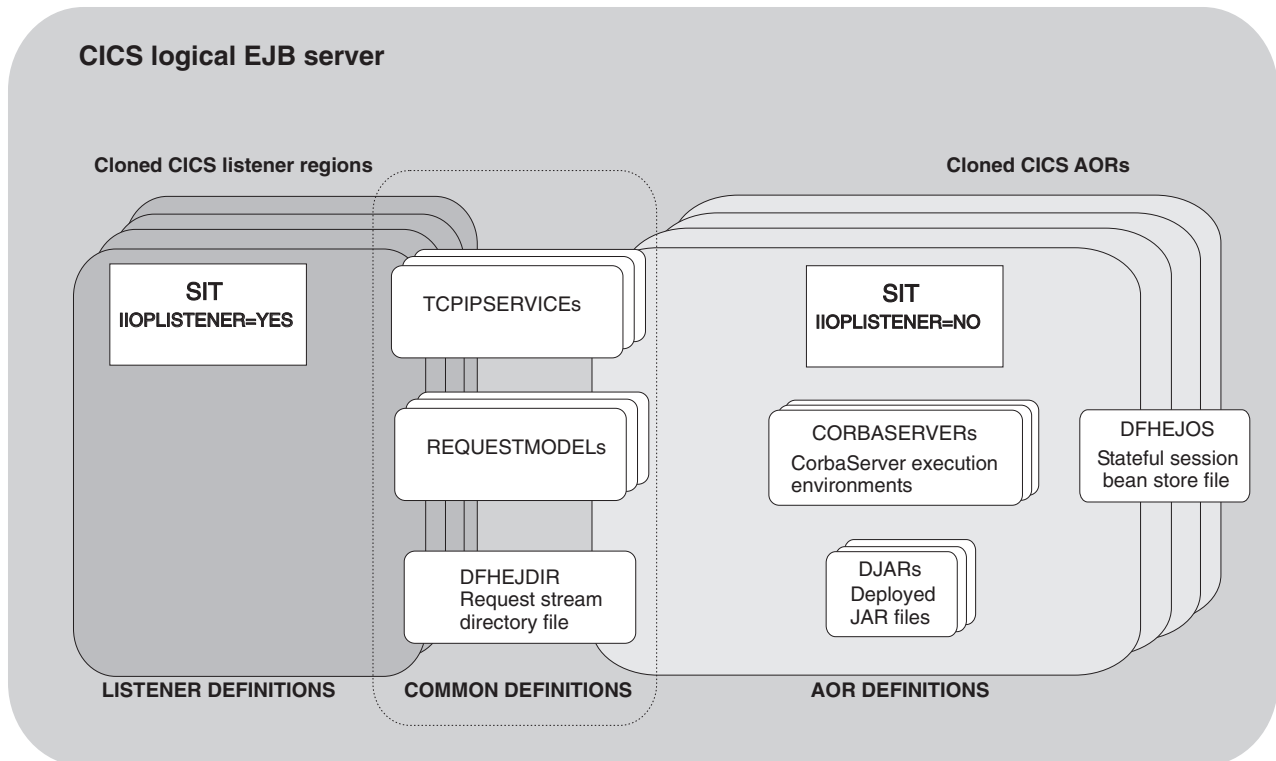 CICS logical EJB server
Cloned CICS listener regions
Cloned CICS AORs
SIT
IIOPLISTENER=YES
TCPIPSERVICEs
SIT
IIOPLISTENER=NO
REQUESTMODELs
CORBASERVERs
CorbaServer execution
environments
DFHEJOS
Stateful session
bean store file
DFHEJDIR
Request stream
directory file
DJARs
Deployed
JAR files
LISTENER DEFINITIONS
COMMON DEFINITIONS
AOR DEFINITIONS